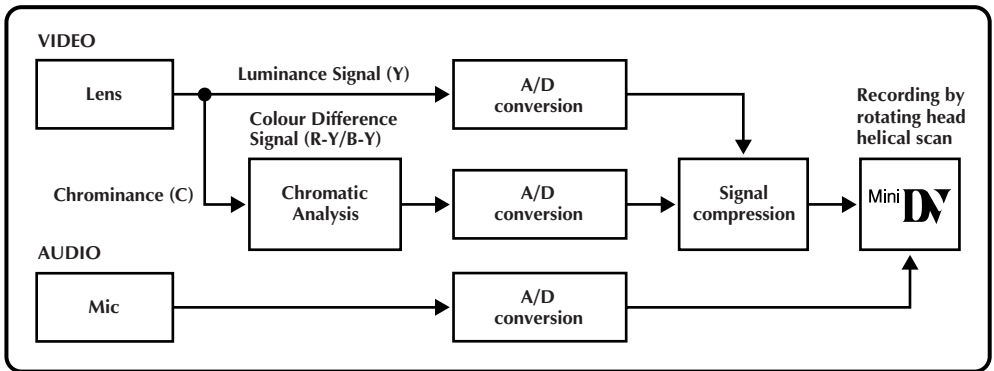 VIDEO
Lens
Luminance Signal (Y)
A/D
conversion
Colour Difference
Signal (R-Y/B-Y)
Chrominance (C)
Chromatic
Analysis
A/D
conversion
Signal
compression
Recording by
rotating head
helical scan
Mini DV
AUDIO
Mic
A/D
conversion